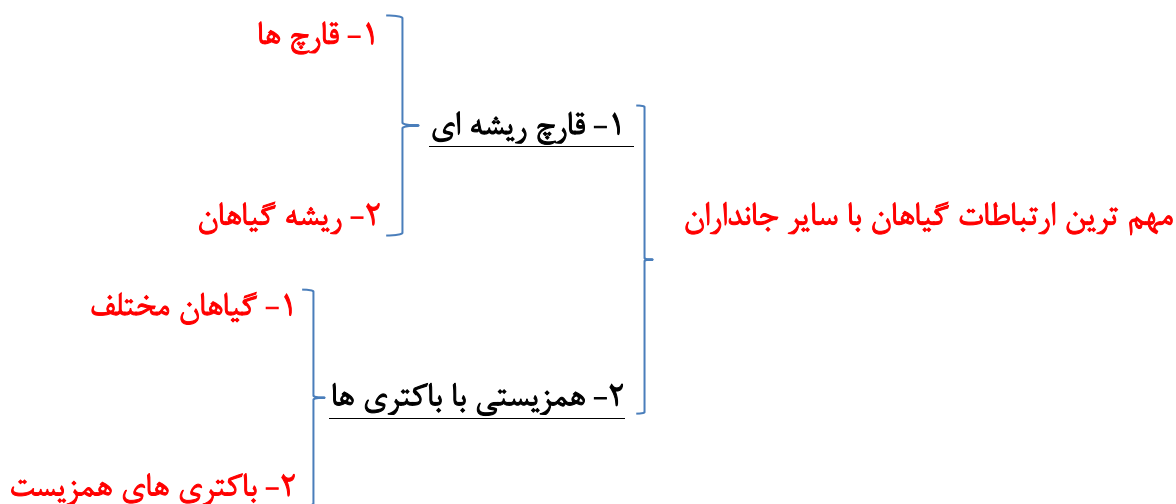 مهم ترین ارتباطات گیاهان با سایر جانداران
۱- قارچ ریشه ای
۱- قارچ ها
۲- ریشه گیاهان
۲- همزیستی با باکتری ها
۱- گیاهان مختلف
۲- باکتری های همزیست